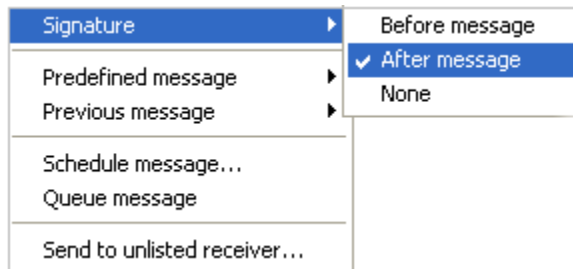 Signature
Before message
After message
None
Predefined message
Previous message
Schedule message...
Queue message
Send to unlisted receiver...